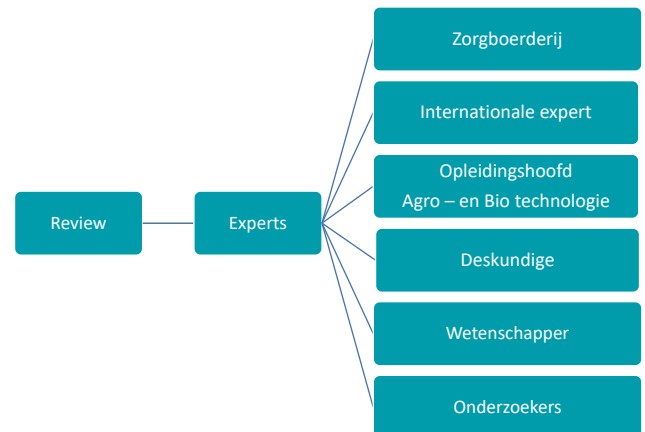 Zorgboerderij
Internationale expert
Opleidingshoofd
Agro – en Bio technologie
Review
Experts
Deskundige
Wetenschapper
Onderzoekers